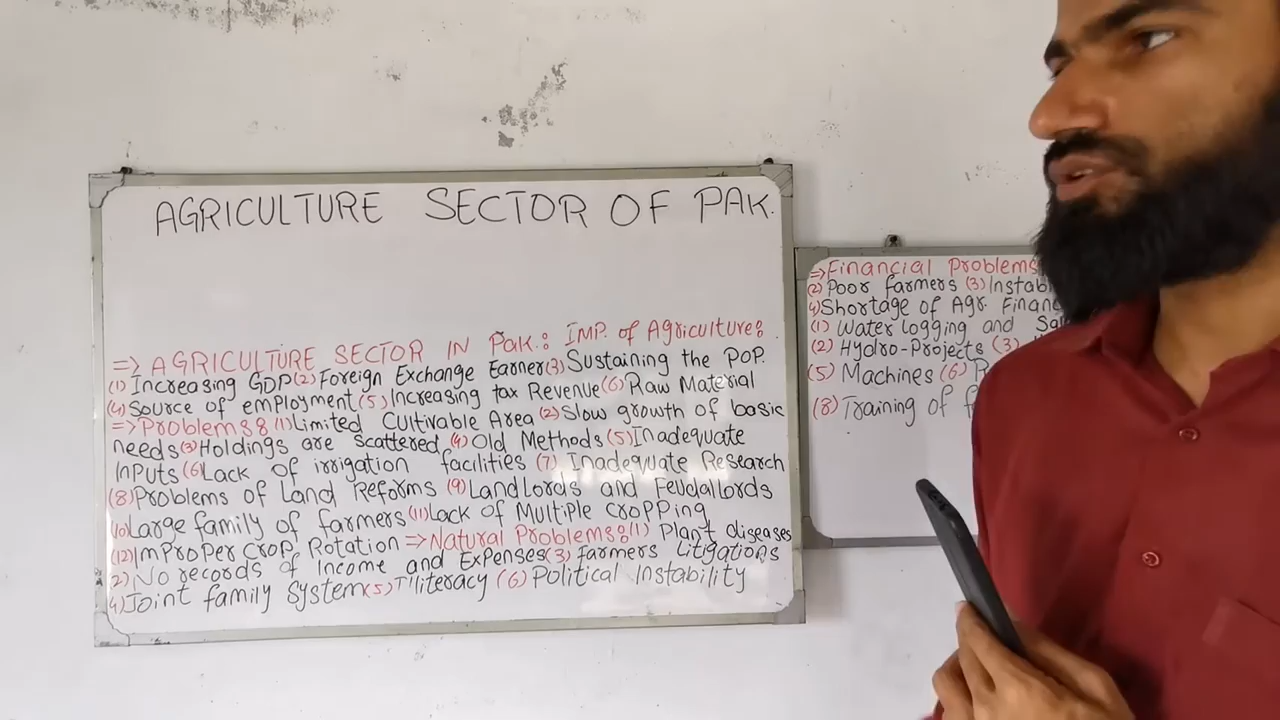 AGRICULTURE SECTOR OF PAK.
⇒ AGRICULTURE SECTOR IN Pak.: IMP. of Agriculture:
(1) Increasing GDP (2) Foreign Exchange Earner (3) Sustaining the POP.
(4) Source of employment (5) Increasing tax Revenue (6) Raw Material
⇒ Problems: (1) Limited Cultivable Area (2) Slow growth of basic
needs (3) Holdings are scattered (4) Old Methods (5) Inadequate
Inputs (6) Lack of irrigation facilities (7) Inadequate Research
(8) Problems of Land Reforms (9) LandLords and Feudallords
(10) Large family of farmers (11) Lack of Multiple cropping
(12) Improper crop Rotation ⇒ Natural Problems: (1) Plant diseases
2) No records of Income and Expenses (3) farmers Litigations
4) Joint family system (5) Illiteracy (6) Political Instability
⇒ Financial Problems
(2) Poor farmers (3)
(4) Shortage of Agr.
(1) Water logging and
(2) Hydro-Projects (3)
(5) Machines (6)
(8) Training of